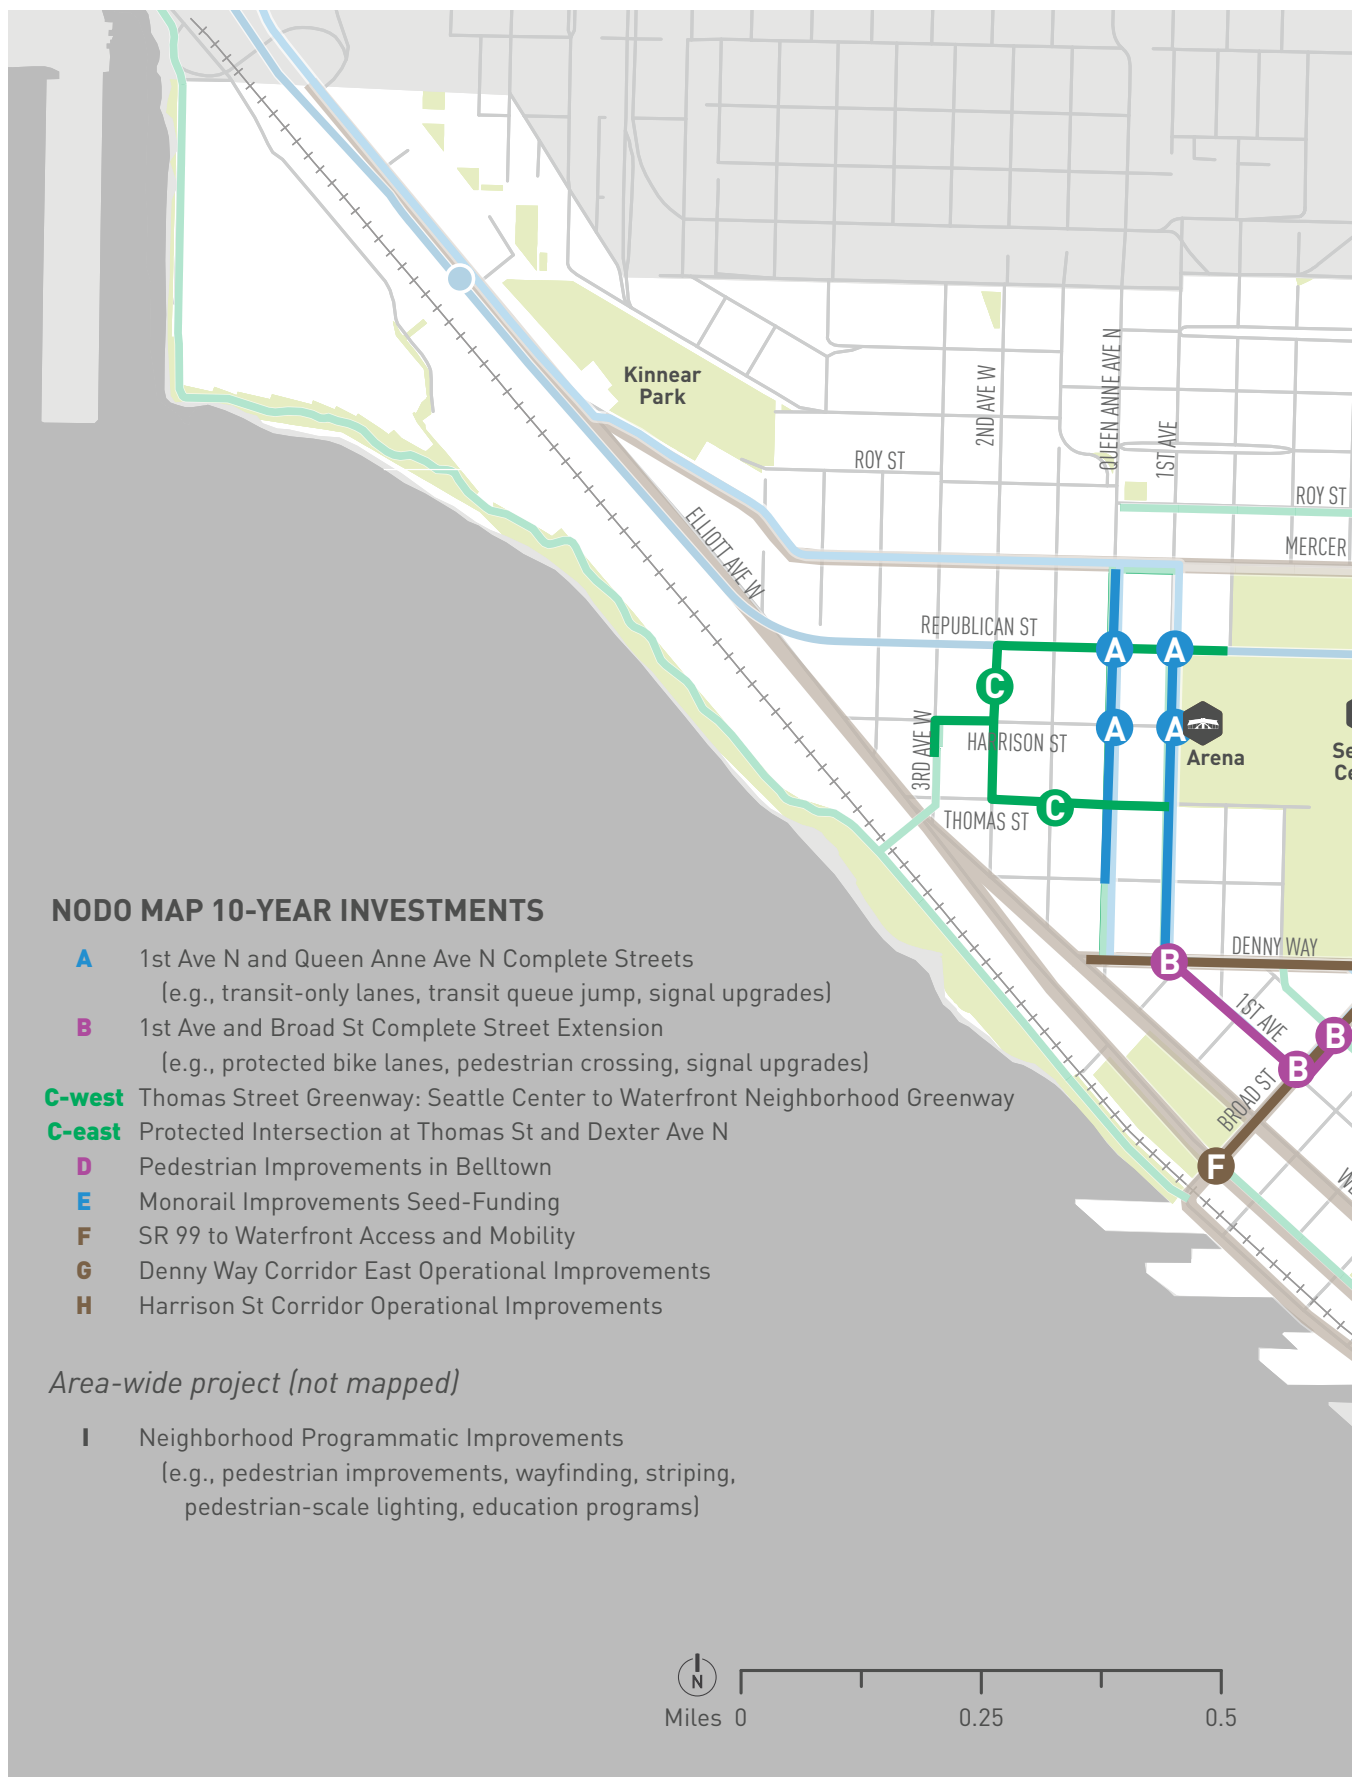 Kinnear
Park
2ND AVE W
QUEEN ANNE AVE N
1ST AVE
ROY ST
ROY ST
MERCER
ELLIOTT AVE W
REPUBLICAN ST
A
A
C
3RD AVE W
HARRISON ST
A
A
Arena
C
THOMAS ST
DENNY WAY
B
1ST AVE
B
B
BROAD ST
F
NODO MAP 10-YEAR INVESTMENTS
A 1st Ave N and Queen Anne Ave N Complete Streets
(e.g., transit-only lanes, transit queue jump, signal upgrades)
B 1st Ave and Broad St Complete Street Extension
(e.g., protected bike lanes, pedestrian crossing, signal upgrades)
C-west Thomas Street Greenway: Seattle Center to Waterfront Neighborhood Greenway
C-east Protected Intersection at Thomas St and Dexter Ave N
D Pedestrian Improvements in Belltown
E Monorail Improvements Seed-Funding
F SR 99 to Waterfront Access and Mobility
G Denny Way Corridor East Operational Improvements
H Harrison St Corridor Operational Improvements
Area-wide project (not mapped)
I Neighborhood Programmatic Improvements
(e.g., pedestrian improvements, wayfinding, striping,
pedestrian-scale lighting, education programs)
N
Miles 0 0.25 0.5